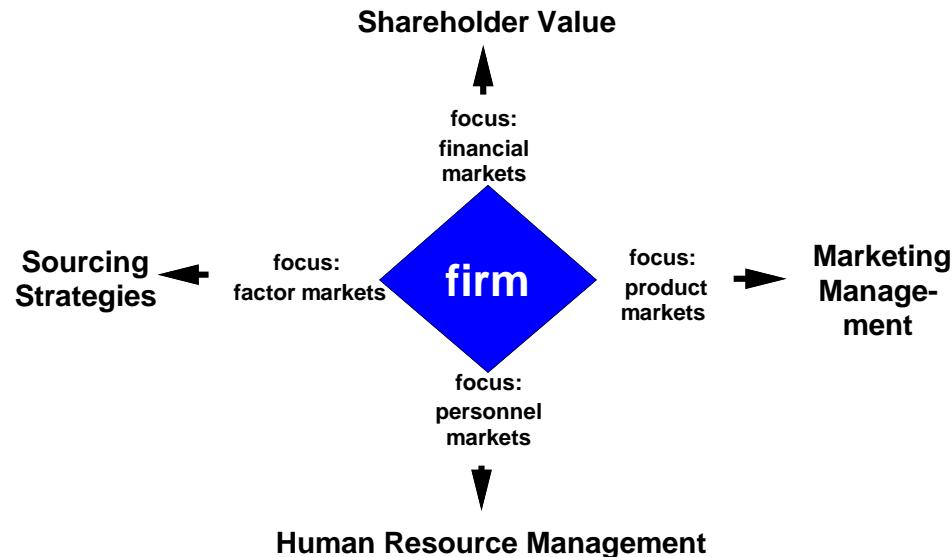 Shareholder Value
focus:
financial
markets
Sourcing
Strategies
focus:
factor markets
firm
focus:
product
markets
Marketing
Manage-
ment
focus:
personnel
markets
Human Resource Management